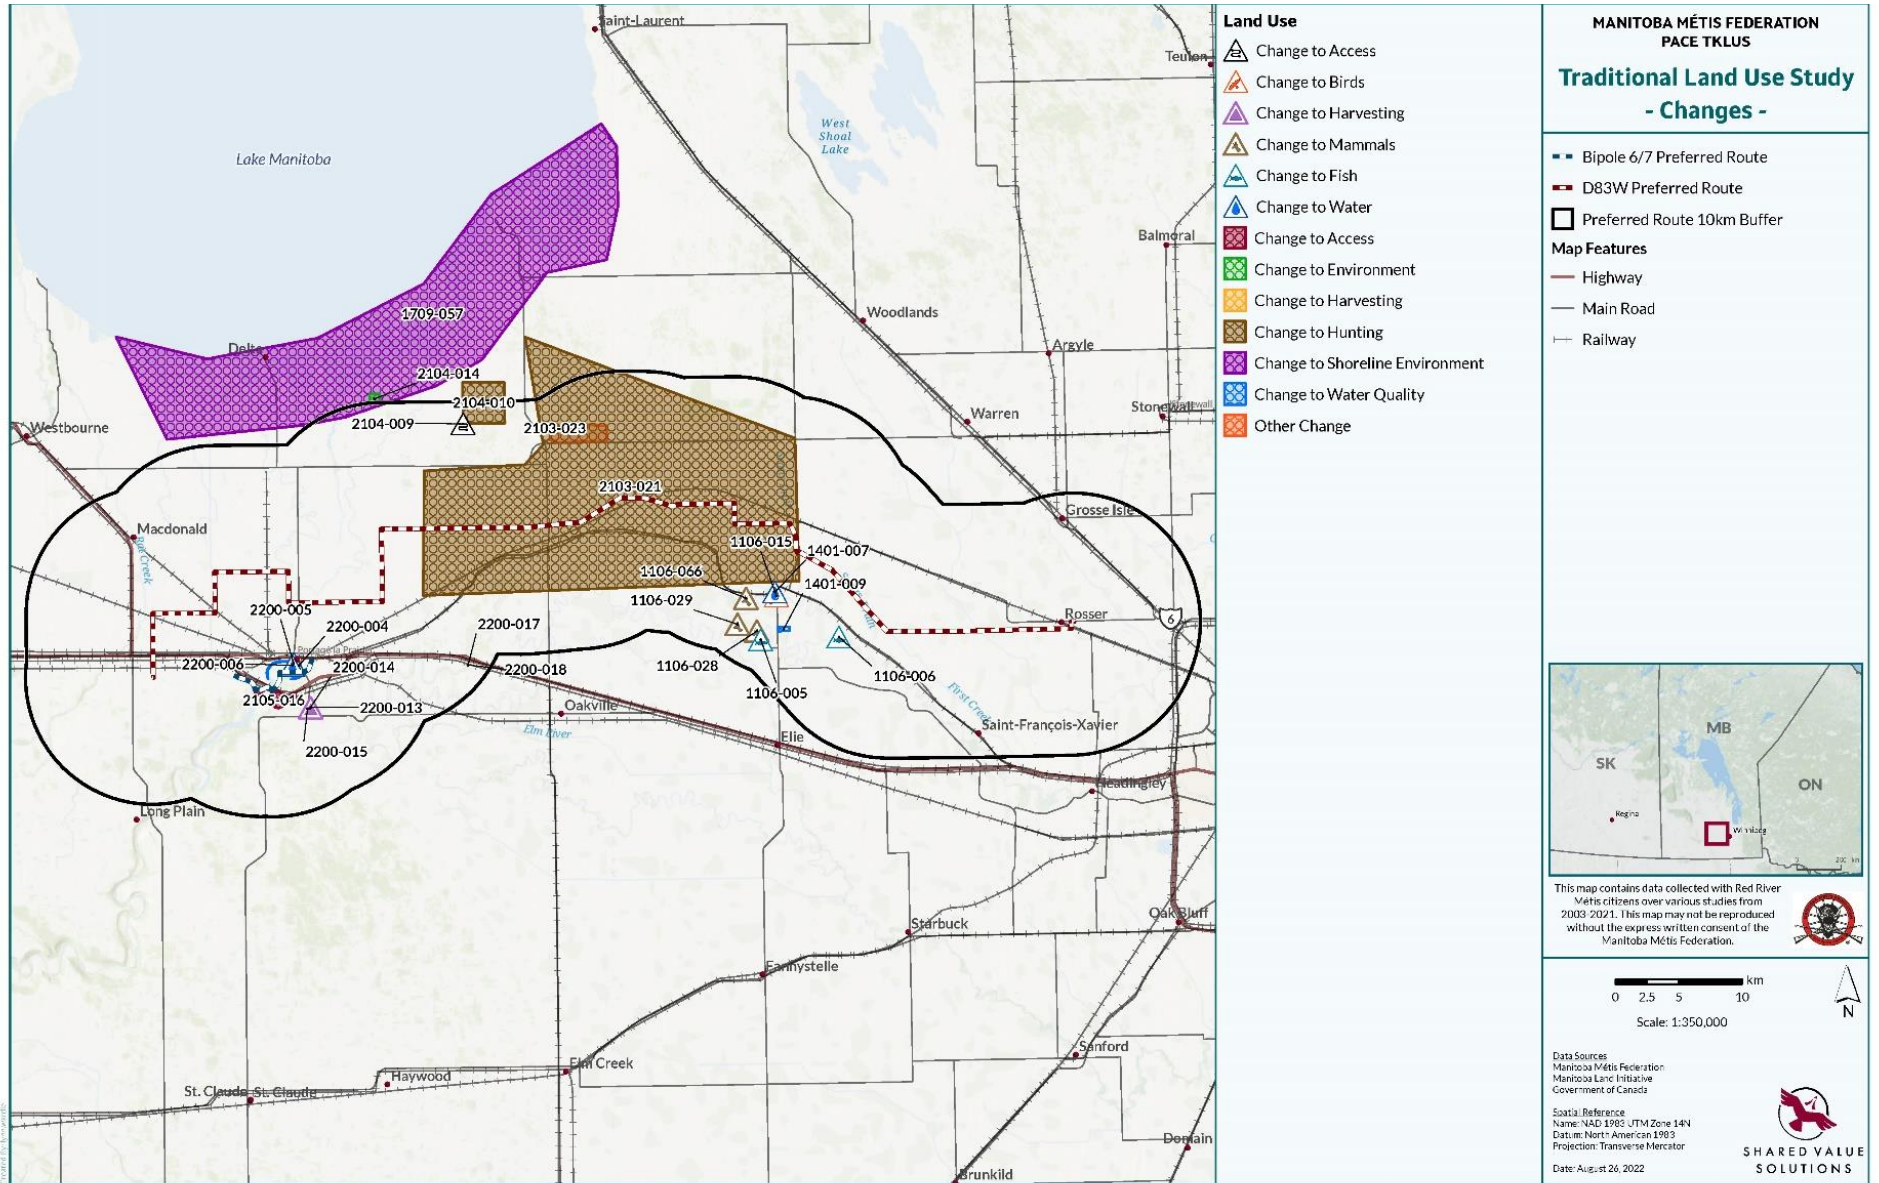 Saint-Laurent
Teulon
West
Shoal
Lake
Lake Manitoba
Balmoral
Woodlands
1709-057
Argyle
Delta
2104-014
2104-010
Warren
Stonewall
2104-009
2103-023
Westbourne
2103-021
Grosse Isle
Macdonald
1106-015
1401-007
Rat Creek
1106-066
1401-009
1106-029
2200-005
Rosser
6
2200-004
2200-017
2200-006
2200-014
2200-018
1106-028
1106-006
1106-005
2105-016
2200-013
First Creek
Oakville
Saint-François-Xavier
Elm River
Elie
2200-015
Headingley
Long Plain
Oak Bluff
Starbuck
Fannystelle
Sanford
Elm Creek
Haywood
St. Claude St. Claude
Domain
Brunkild
Land Use
Change to Access
Change to Birds
Change to Harvesting
Change to Mammals
Change to Fish
Change to Water
Change to Access
Change to Environment
Change to Harvesting
Change to Hunting
Change to Shoreline Environment
Change to Water Quality
Other Change
MANITOBA MÉTIS FEDERATION
PACE TKLUS
Traditional Land Use Study
- Changes -
Bipole 6/7 Preferred Route
D83W Preferred Route
Preferred Route 10km Buffer
Map Features
Highway
Main Road
Railway
MB
SK
ON
Regina
Winnipeg
200 km
This map contains data collected with Red River
Métis citizens over various studies from
2003-2021. This map may not be reproduced
without the express written consent of the
Manitoba Métis Federation.
km
0 2.5 5 10
N
Scale: 1:350,000
Data Sources
Manitoba Métis Federation
Manitoba Land Initiative
Government of Canada
Spatial Reference
Name: NAD 1983 UTM Zone 14N
Datum: North American 1983
Projection: Transverse Mercator
Date: August 26, 2022
SHARED VALUE
SOLUTIONS